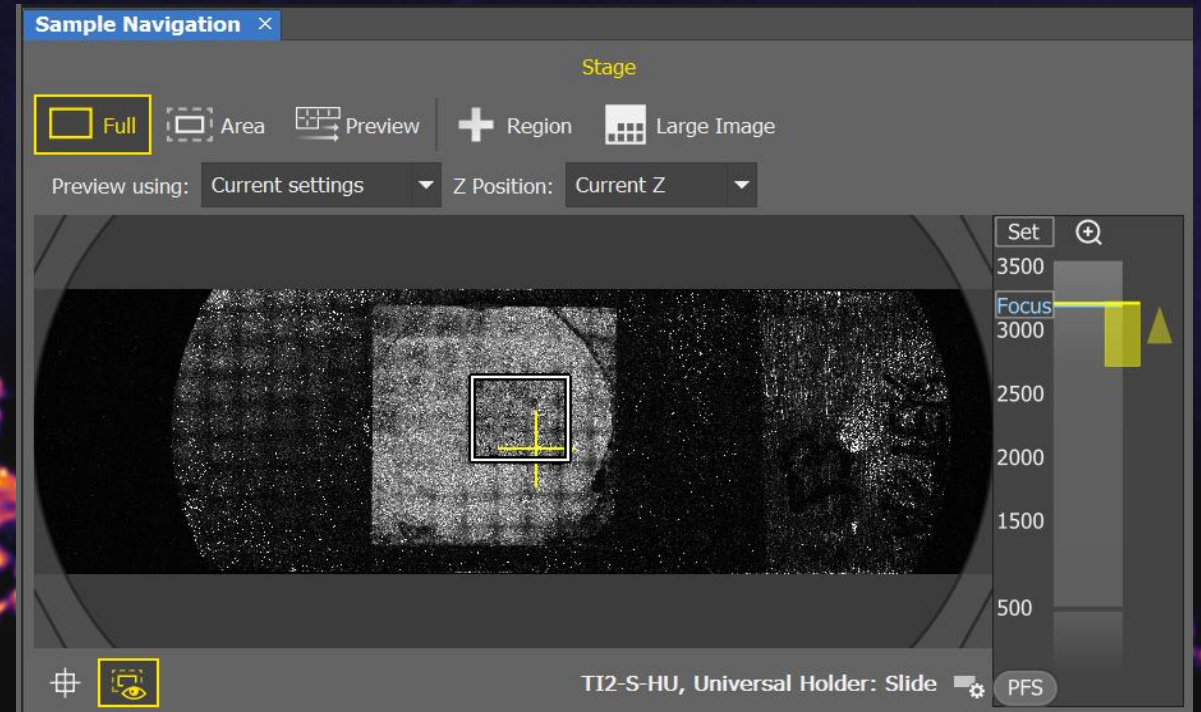 Sample Navigation ×
Stage
Full Area Preview Region Large Image
Preview using: Current settings Z Position: Current Z
Set
3500
Focus
3000
2500
2000
1500
500
TI2-S-HU, Universal Holder: Slide PFS